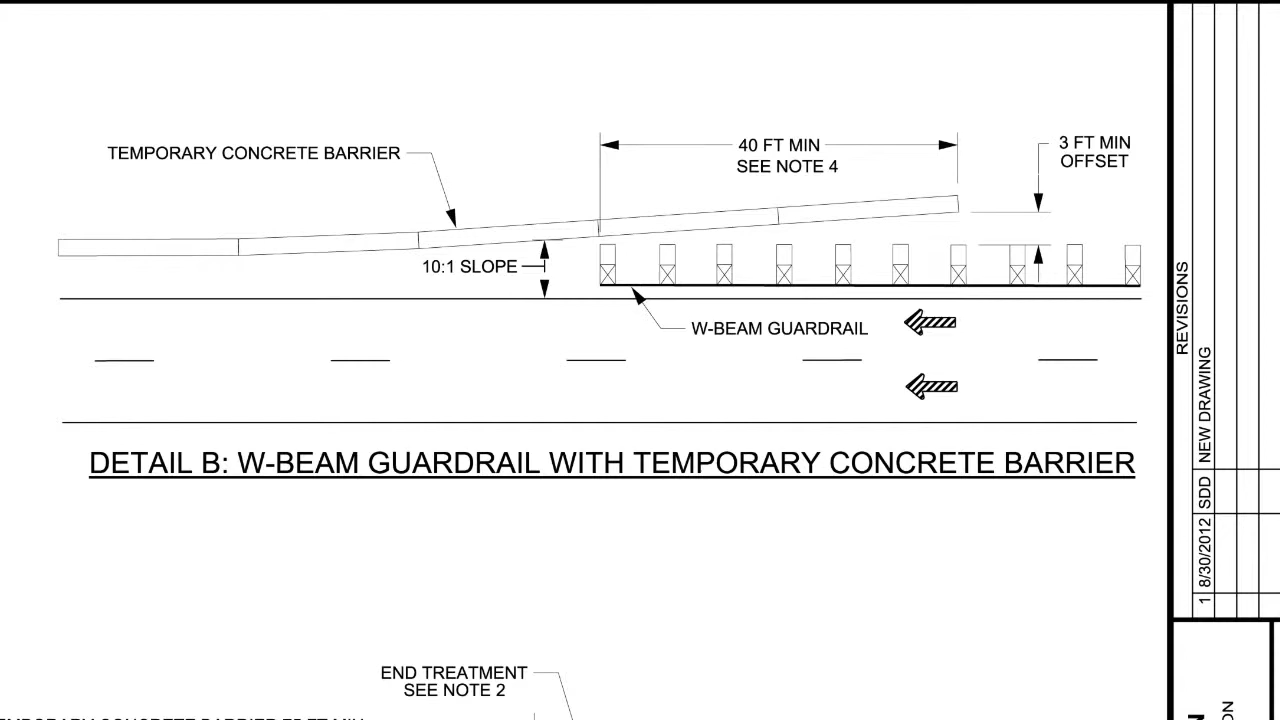 TEMPORARY CONCRETE BARRIER
40 FT MIN
SEE NOTE 4
3 FT MIN
OFFSET
10:1 SLOPE
W-BEAM GUARDRAIL
DETAIL B: W-BEAM GUARDRAIL WITH TEMPORARY CONCRETE BARRIER
END TREATMENT
SEE NOTE 2
REVISIONS
1 8/30/2012 SDD NEW DRAWING